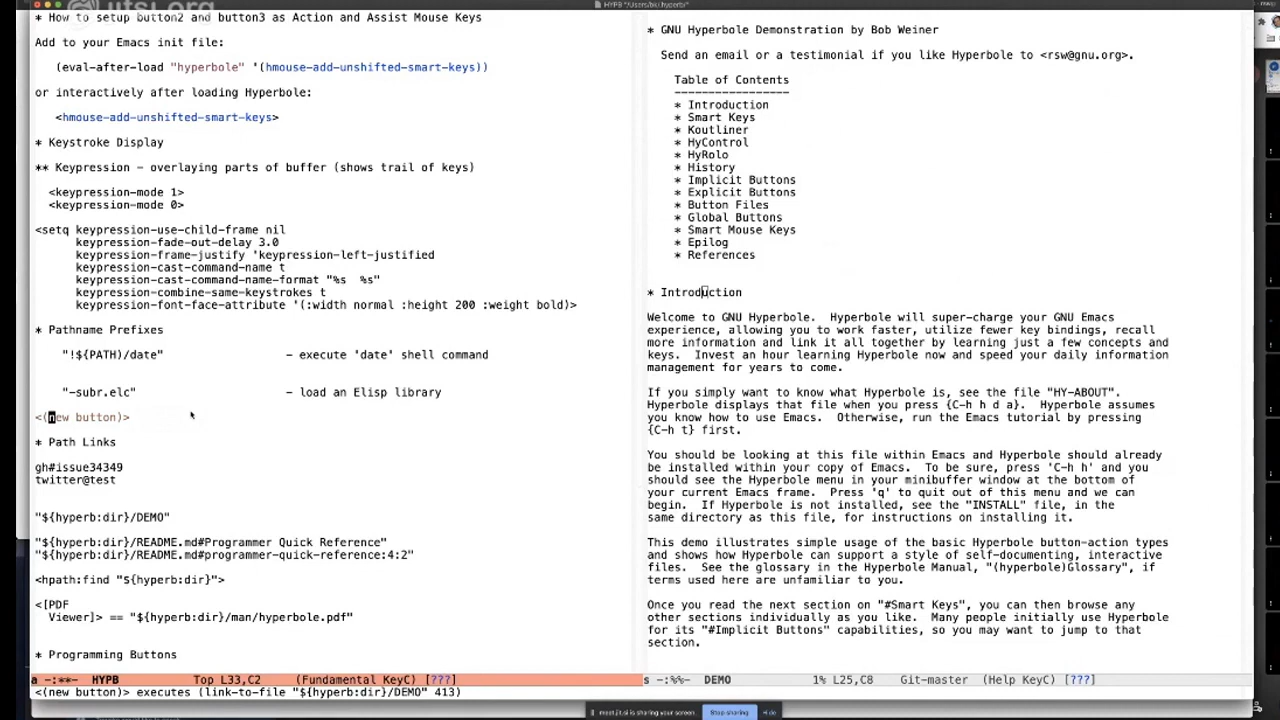 HYPB
* How to setup button2 and button3 as Action and Assist Mouse Keys
Add to your Emacs init file:
(eval-after-load "hyperbole" '(hmouse-add-unshifted-smart-keys))
or interactively after loading Hyperbole:
<hmouse-add-unshifted-smart-keys>
* Keystroke Display
** Keypression - overlaying parts of buffer (shows trail of keys)
<keypression-mode 1>
<keypression-mode 0>
<setq keypression-use-child-frame nil
keypression-fade-out-delay 3.0
keypression-frame-justify 'keypression-left-justified
keypression-cast-command-name t
keypression-cast-command-name-format "%s  %s"
keypression-combine-same-keystrokes t
keypression-font-face-attribute '(:width normal :height 200 :weight bold)>
* Pathname Prefixes
"!${PATH)/date" - execute 'date' shell command
"-subr.elc" - load an Elisp library
<(new button)>
* Path Links
gh#issue34349
twitter@test
"${hyperb:dir}/DEMO"
"${hyperb:dir}/README.md#Programmer Quick Reference"
"${hyperb:dir}/README.md#programmer-quick-reference:4:2"
<hpath:find "${hyperb:dir}">
<[PDF
Viewer]> == "${hyperb:dir}/man/hyperbole.pdf"
* Programming Buttons
a -:**- HYPB Top L33,C2 (Fundamental KeyC) [???]
<(new button)> executes (link-to-file "${hyperb:dir}/DEMO" 413)
* GNU Hyperbole Demonstration by Bob Weiner
Send an email or a testimonial if you like Hyperbole to <rsw@gnu.org>.
Table of Contents
-----------------
* Introduction
* Smart Keys
* Koutliner
* HyControl
* HyRolo
* History
* Implicit Buttons
* Explicit Buttons
* Button Files
* Global Buttons
* Smart Mouse Keys
* Epilog
* References
* Introduction
Welcome to GNU Hyperbole.  Hyperbole will super-charge your GNU Emacs
experience, allowing you to work faster, utilize fewer key bindings, recall
more information and link it all together by learning just a few concepts and
keys.  Invest an hour learning Hyperbole now and speed your daily information
management for years to come.
If you simply want to know what Hyperbole is, see the file "HY-ABOUT".
Hyperbole displays that file when you press {C-h h d a}.  Hyperbole assumes
you know how to use Emacs.  Otherwise, run the Emacs tutorial by pressing
{C-h t} first.
You should be looking at this file within Emacs and Hyperbole should already
be installed within your copy of Emacs.  To be sure, press 'C-h h' and you
should see the Hyperbole menu in your minibuffer window at the bottom of
your current Emacs frame.  Press 'q' to quit out of this menu and we can
begin.  If Hyperbole is not installed, see the "INSTALL" file, in the
same directory as this file, for instructions on installing it.
This demo illustrates simple usage of the basic Hyperbole button-action types
and shows how Hyperbole can support a style of self-documenting, interactive
files.  See the glossary in the Hyperbole Manual, "(hyperbole)Glossary", if
terms used here are unfamiliar to you.
Once you read the next section on "#Smart Keys", you can then browse any
other sections individually as you like.  Many people initially use Hyperbole
for its "#Implicit Buttons" capabilities, so you may want to jump to that
section.
s -:%%- DEMO 1% L25,C8 Git-master (Help KeyC) [???]
meet.jit.si is sharing your screen. Stop sharing Hide